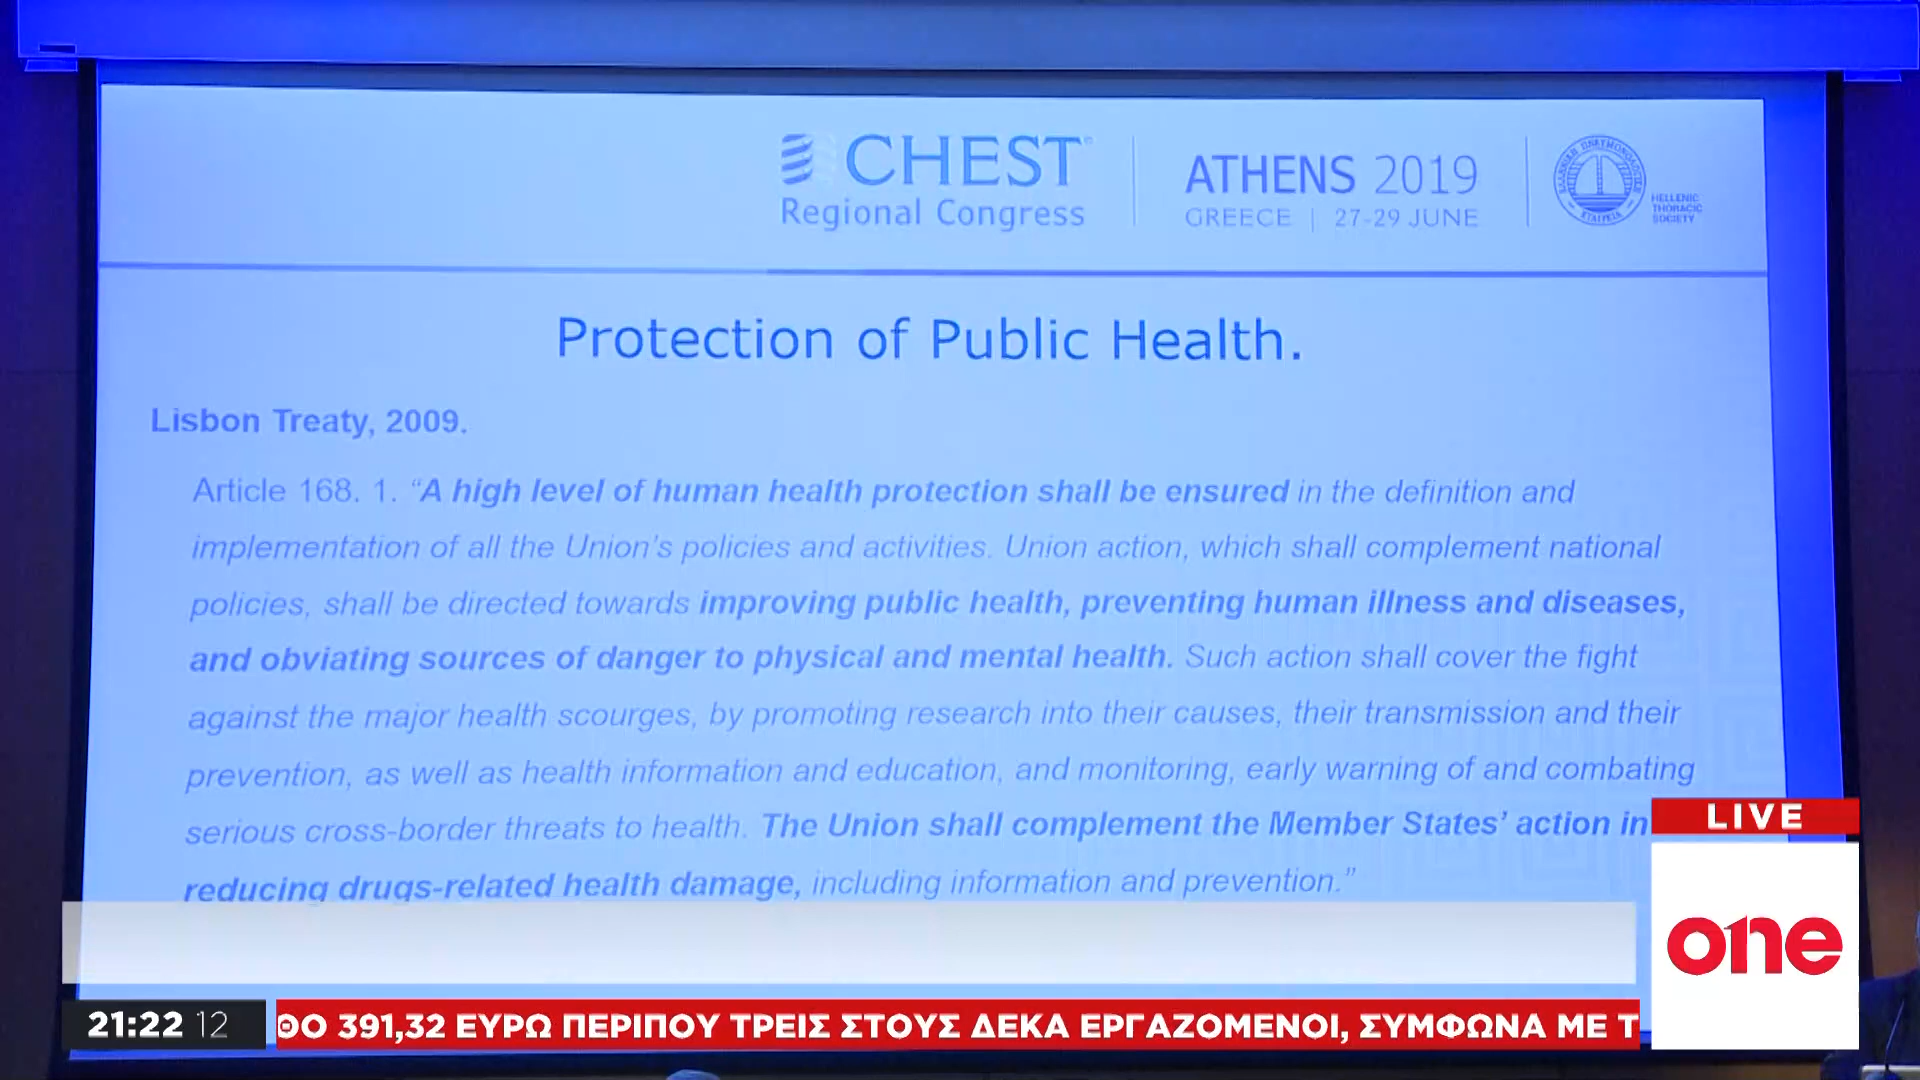 CHEST
Regional Congress
ATHENS 2019
GREECE | 27-29 JUNE
ΕΛΛΗΝΙΚΗ ΠΝΕΥΜΟΝΟΛΟΓΙΚΗ ΕΤΑΙΡΕΙΑ
HELLENIC
THORACIC
SOCIETY
Protection of Public Health.
Lisbon Treaty, 2009.
Article 168. 1. “A high level of human health protection shall be ensured in the definition and
implementation of all the Union’s policies and activities. Union action, which shall complement national
policies, shall be directed towards improving public health, preventing human illness and diseases,
and obviating sources of danger to physical and mental health. Such action shall cover the fight
against the major health scourges, by promoting research into their causes, their transmission and their
prevention, as well as health information and education, and monitoring, early warning of and combating
serious cross-border threats to health. The Union shall complement the Member States’ action in
reducing drugs-related health damage, including information and prevention.”
LIVE
one
21:22 12
ΘΟ 391,32 ΕΥΡΩ ΠΕΡΙΠΟΥ ΤΡΕΙΣ ΣΤΟΥΣ ΔΕΚΑ ΕΡΓΑΖΟΜΕΝΟΙ, ΣΥΜΦΩΝΑ ΜΕ Τ